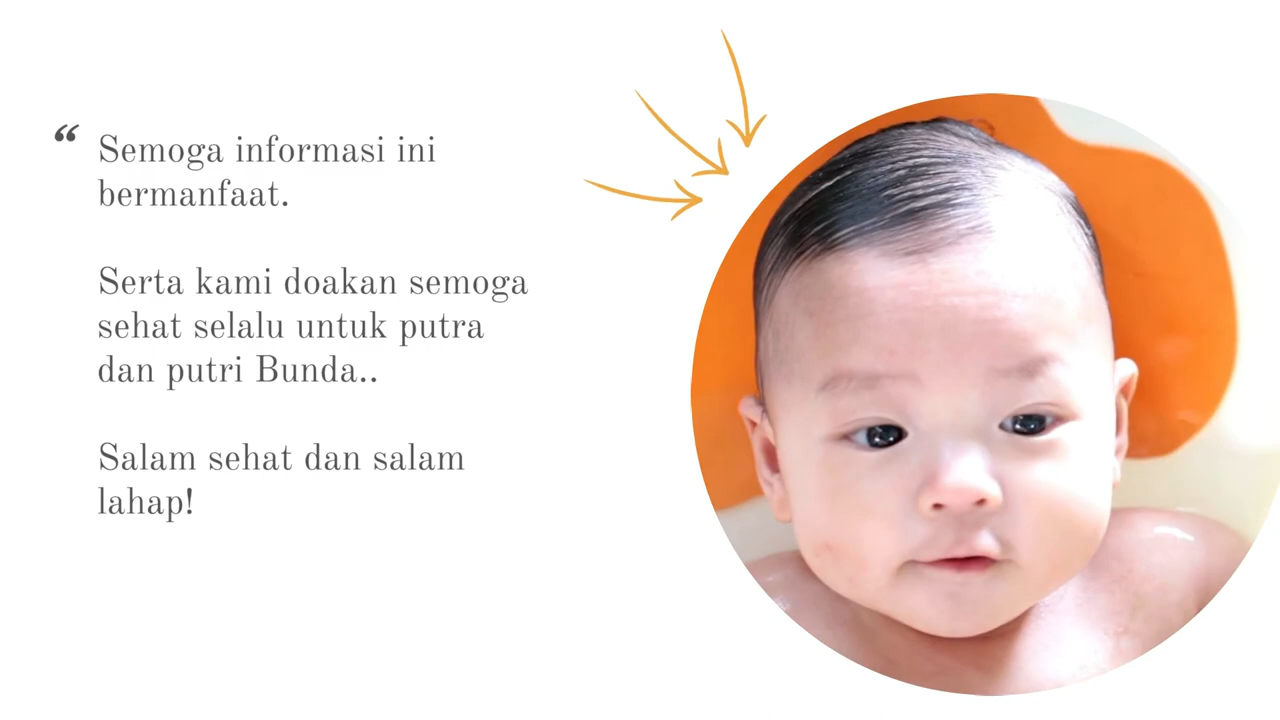 “ Semoga informasi ini
bermanfaat.
Serta kami doakan semoga
sehat selalu untuk putra
dan putri Bunda..
Salam sehat dan salam
lahap!